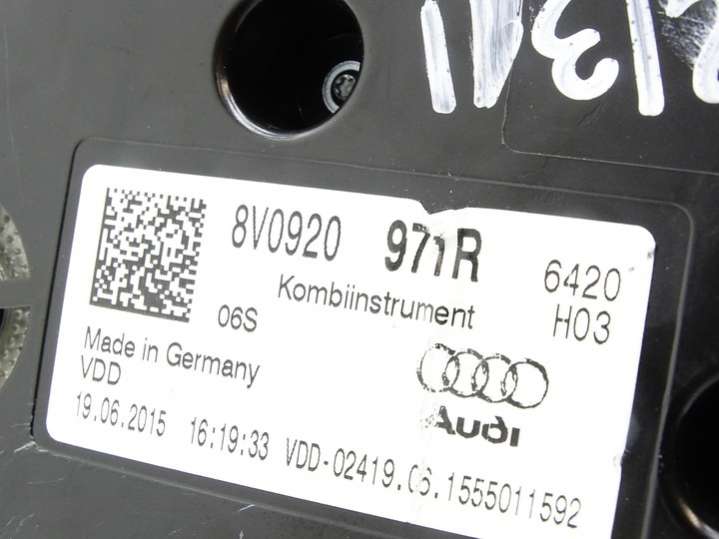 8V0920 971R 6420
Kombiinstrument H03
06S
Made in Germany
VDD
Audi
19.06.2015 16:19:33 VDD-02419.06.1555011592